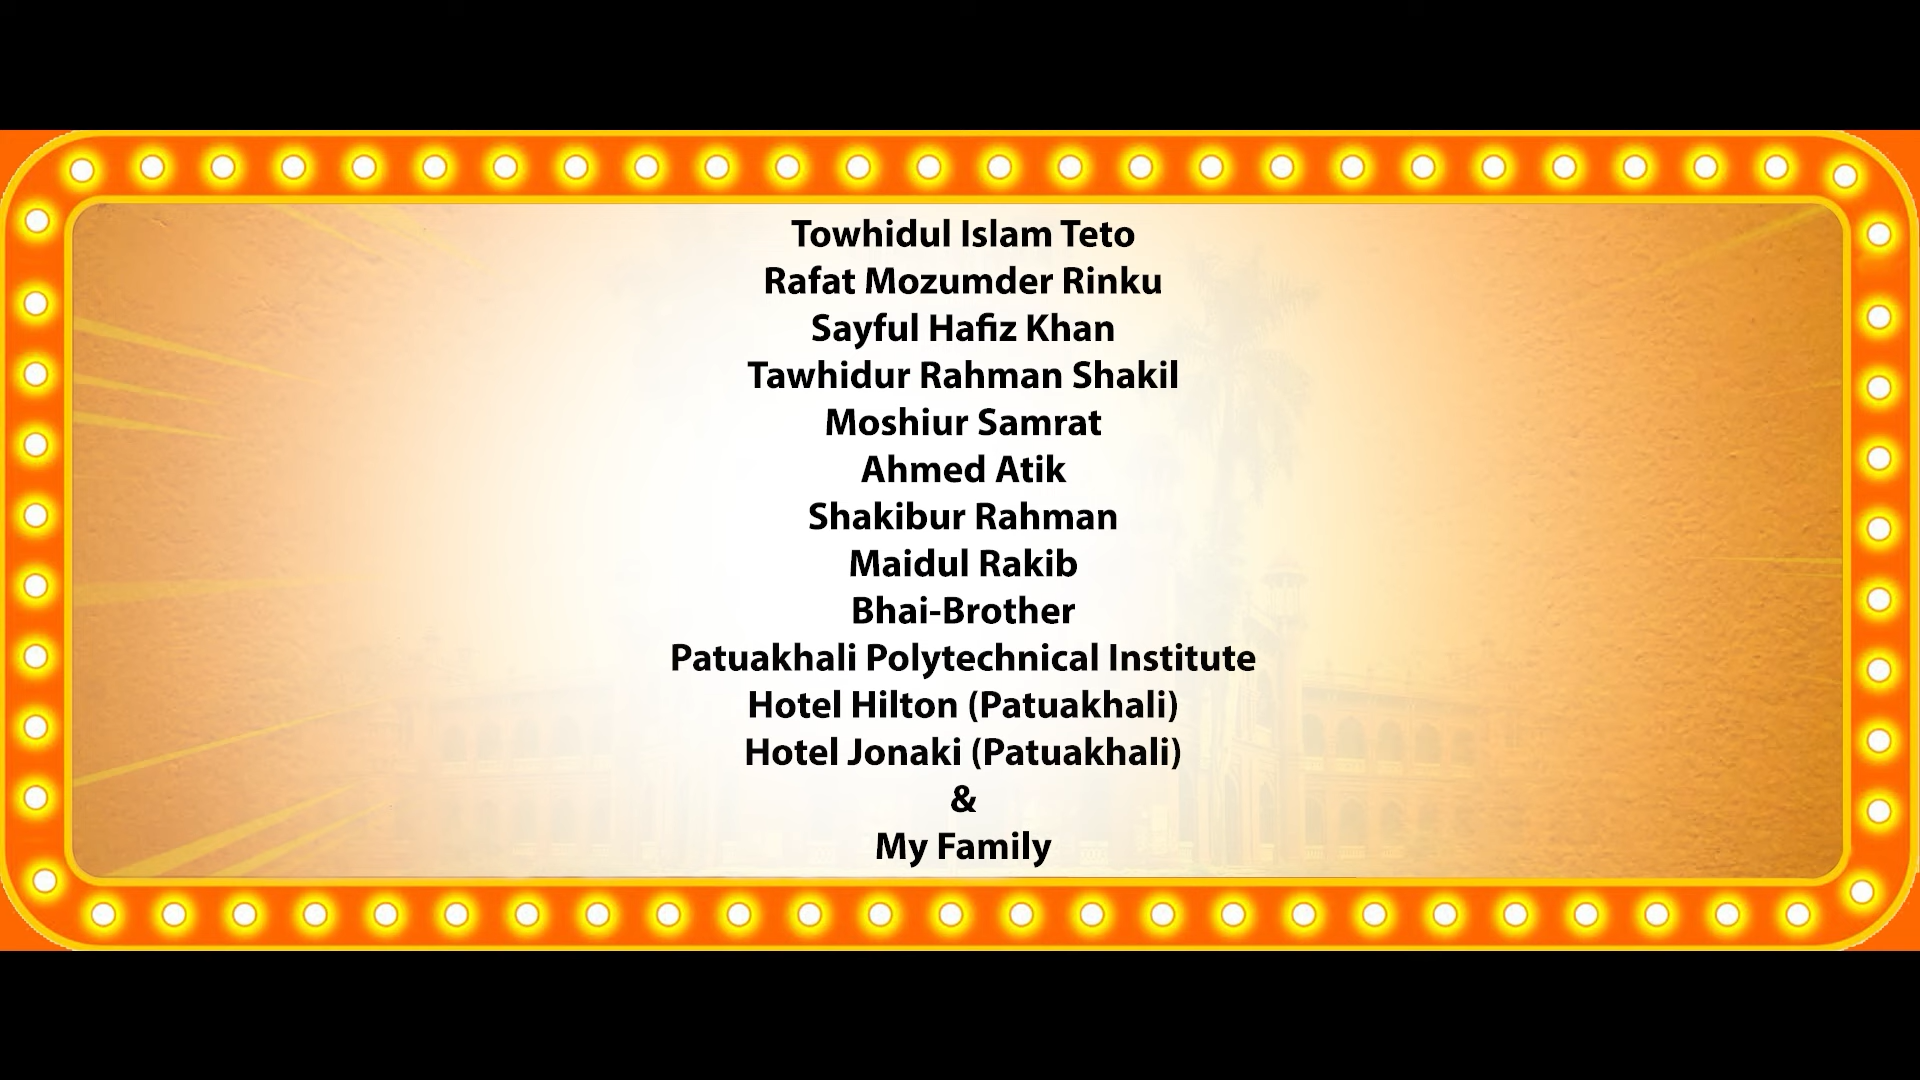 Towhidul Islam Teto
Rafat Mozumder Rinku
Sayful Hafiz Khan
Tawhidur Rahman Shakil
Moshiur Samrat
Ahmed Atik
Shakibur Rahman
Maidul Rakib
Bhai-Brother
Patuakhali Polytechnical Institute
Hotel Hilton (Patuakhali)
Hotel Jonaki (Patuakhali)
&
My Family